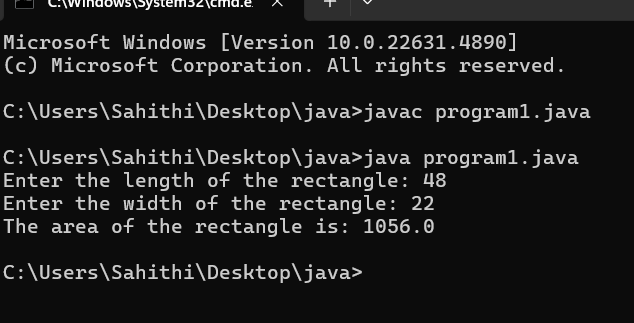 C:\Windows\System32\cmd.e
Microsoft Windows [Version 10.0.22631.4890]
(c) Microsoft Corporation. All rights reserved.
C:\Users\Sahithi\Desktop\java>javac program1.java
C:\Users\Sahithi\Desktop\java>java program1.java
Enter the length of the rectangle: 48
Enter the width of the rectangle: 22
The area of the rectangle is: 1056.0
C:\Users\Sahithi\Desktop\java>